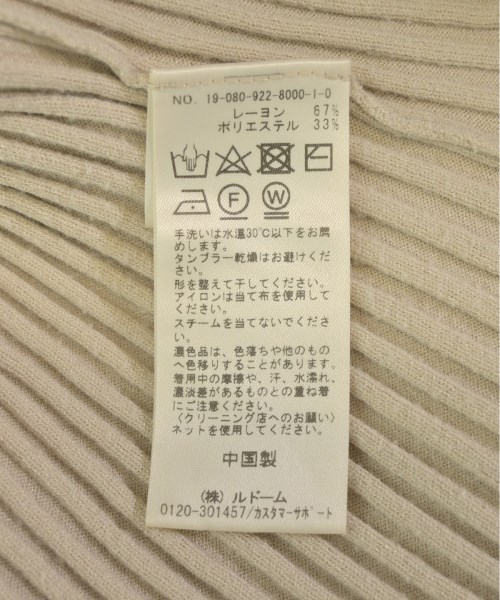 NO. 19-080-922-8000-1-0
レーヨン 67%
ポリエステル 33%
F W
手洗いは水温30℃以下をお薦
めします。
タンブラー乾燥はお避けくださ
い。
形を整えて干してください。
アイロンは当て布を使用して
ください。
スチームを当てないでくださ
い。
濃色品は、色落ちや他のもの
へ色移りすることがあります。
着用中の摩擦や、汗、水濡れ、
濃淡差があるものとの重ね着
にご注意ください。
〈クリーニング店へのお願い〉
ネットを使用してください。
中国製
(株) ルドーム
0120-301457/カスタマーサポート